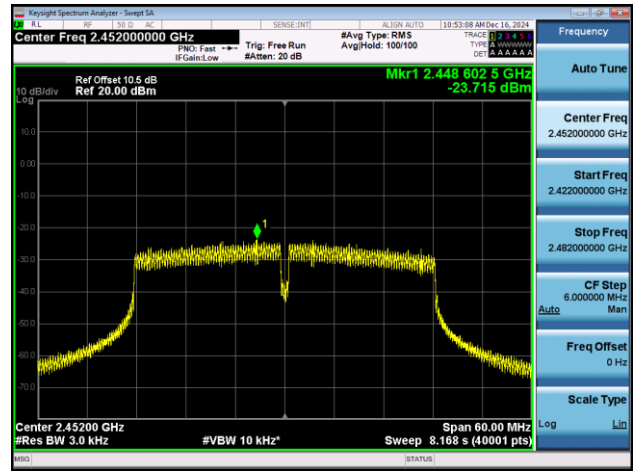 Keysight Spectrum Analyzer - Swept SA
RL RF 50 Ω AC SENSE:INT ALIGN AUTO 10:53:08 AM Dec 16, 2024
Center Freq 2.452000000 GHz
PNO: Fast
IFGain:Low
Trig: Free Run
#Atten: 20 dB
#Avg Type: RMS
Avg|Hold: 100/100
TRACE 1 2 3 4 5 6
TYPE A WWWWW
DET A A A A A A
Frequency
Ref Offset 10.5 dB
Ref 20.00 dBm
10 dB/div
Log
Mkr1 2.448 602 5 GHz
-23.715 dBm
10.0
0.00
-10.0
-20.0
-30.0
-40.0
-50.0
-60.0
-70.0
1
Center 2.45200 GHz
#Res BW 3.0 kHz
#VBW 10 kHz*
Span 60.00 MHz
Sweep 8.168 s (40001 pts)
MSG
STATUS
Auto Tune
Center Freq
2.452000000 GHz
Start Freq
2.422000000 GHz
Stop Freq
2.482000000 GHz
CF Step
6.000000 MHz
Auto Man
Freq Offset
0 Hz
Scale Type
Log Lin